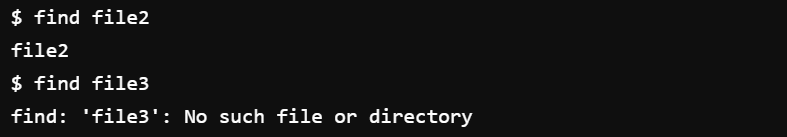 $ find file2
file2
$ find file3
find: 'file3': No such file or directory